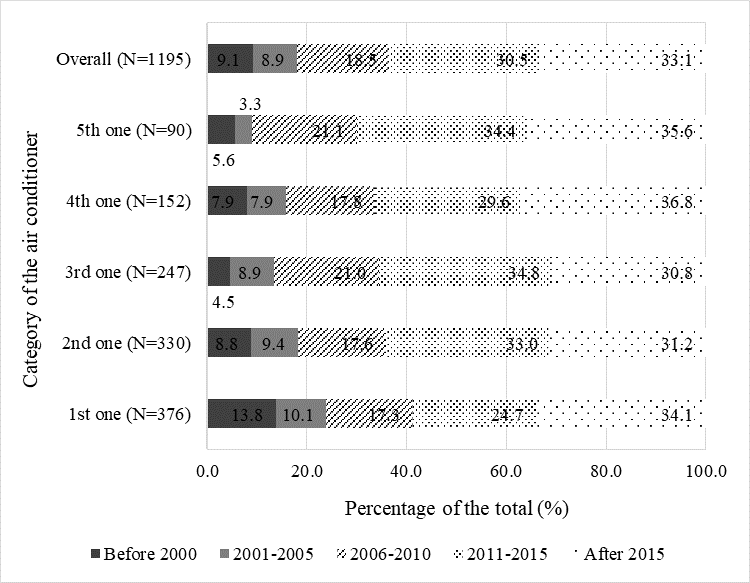 Category of the air conditioner
Overall (N=1195) 9.1 8.9 18.5 30.5 33.1
3.3
5th one (N=90) 21.1 34.4 35.6
5.6
4th one (N=152) 7.9 7.9 17.8 29.6 36.8
3rd one (N=247) 8.9 21.0 34.8 30.8
4.5
2nd one (N=330) 8.8 9.4 17.6 33.0 31.2
1st one (N=376) 13.8 10.1 17.3 24.7 34.1
0.0 20.0 40.0 60.0 80.0 100.0
Percentage of the total (%)
Before 2000 2001-2005 2006-2010 2011-2015 After 2015